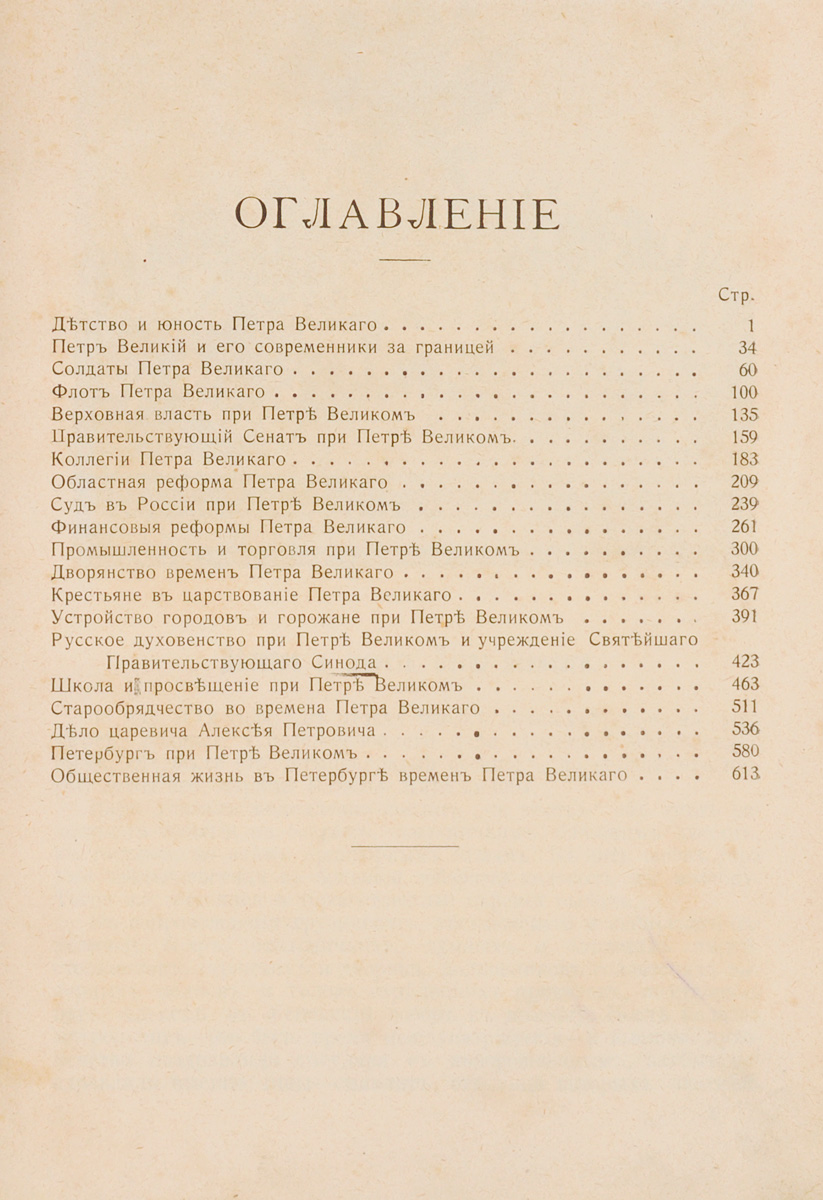 ОГЛАВЛЕНІЕ
Стр.
Дѣтство и юность Петра Великаго . . . . . . . . . . . . . . . . . . 1
Петръ Великій и его современники за границей . . . . . . . . . . . 34
Солдаты Петра Великаго . . . . . . . . . . . . . . . . . . . . . . . 60
Флотъ Петра Великаго . . . . . . . . . . . . . . . . . . . . . . . . 100
Верховная власть при Петрѣ Великомъ . . . . . . . . . . . . . . . 135
Правительствующій Сенатъ при Петрѣ Великомъ . . . . . . . . . . . 159
Коллегіи Петра Великаго . . . . . . . . . . . . . . . . . . . . . . . 183
Областная реформа Петра Великаго . . . . . . . . . . . . . . . . . 209
Судъ въ Россіи при Петрѣ Великомъ . . . . . . . . . . . . . . . . 239
Финансовыя реформы Петра Великаго . . . . . . . . . . . . . . . . 261
Промышленность и торговля при Петрѣ Великомъ . . . . . . . . . . 300
Дворянство временъ Петра Великаго . . . . . . . . . . . . . . . . . 340
Крестьяне въ царствованіе Петра Великаго . . . . . . . . . . . . . . 367
Устройство городовъ и горожане при Петрѣ Великомъ . . . . . . . 391
Русское духовенство при Петрѣ Великомъ и учрежденіе Святѣйшаго
Правительствующаго Синода . . . . . . . . . . . . . . . . . . 423
Школа и просвѣщеніе при Петрѣ Великомъ . . . . . . . . . . . . . 463
Старообрядчество во времена Петра Великаго . . . . . . . . . . . . 511
Дѣло царевича Алексѣя Петровича . . . . . . . . . . . . . . . . . . 536
Петербургъ при Петрѣ Великомъ . . . . . . . . . . . . . . . . . . . 580
Общественная жизнь въ Петербургѣ временъ Петра Великаго . . . . 613